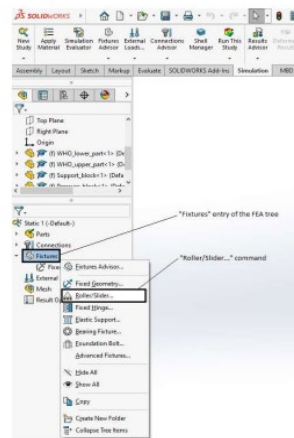 SOLIDWORKS
New Study
Apply Material
Simulation Evaluator
Fixtures Advisor
External Loads...
Connections Advisor
Shell Manager
Run This Study
Results Advisor
Assembly Layout Sketch Markup Evaluate SOLIDWORKS Add-Ins Simulation MBD
Top Plane
Right Plane
Origin
(f) WHO_lower_part<1>
(f) WHO_upper_part<1>
(f) Support_block<1>
Static 1 (-Default-)
Parts
Connections
Fixtures
External
Mesh
Result
Fixtures Advisor...
Fixed Geometry...
Roller/Slider...
Fixed Hinge...
Elastic Support...
Bearing Fixture...
Foundation Bolt...
Advanced Fixtures...
Hide All
Show All
Copy
Create New Folder
Collapse Tree Items
"Fixtures" entry of the FEA tree
"Roller/Slider..." command